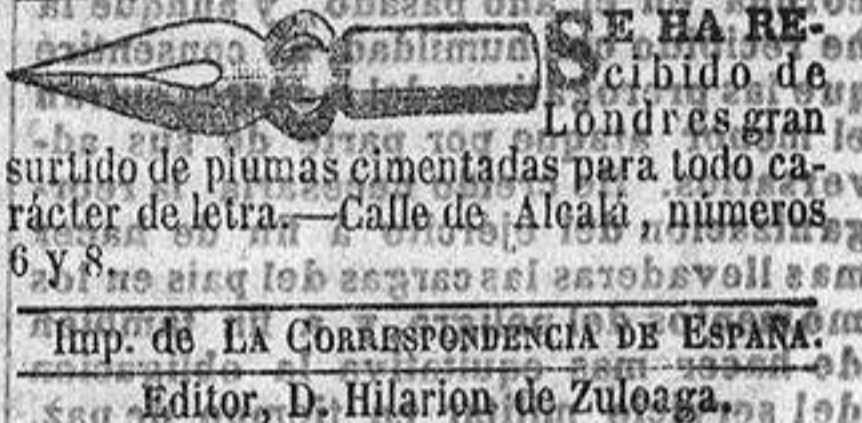 SE HA RE-
cibido de
Londres gran
surtido de plumas cimentadas para todo ca-
rácter de letra.—Calle de Alcalá, números
6 y 8.
Imp. de LA CORRESPONDENCIA DE ESPAÑA.
Editor, D. Hilarion de Zuloaga.